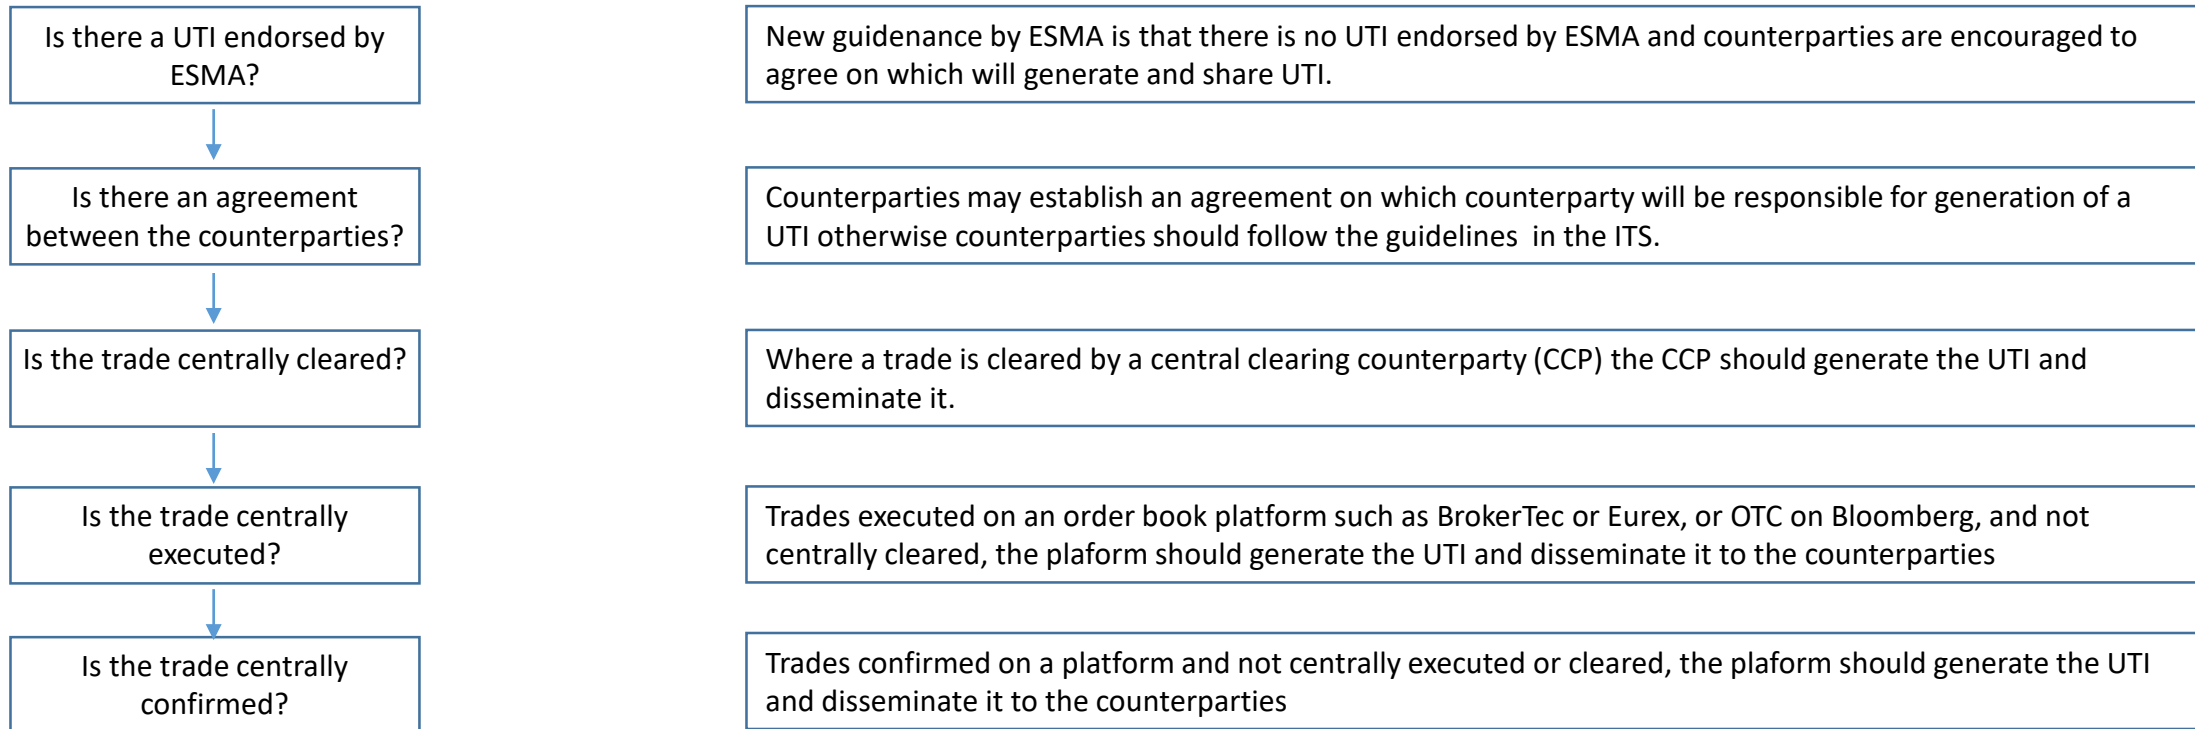 Is there a UTI endorsed by
ESMA?
New guidenance by ESMA is that there is no UTI endorsed by ESMA and counterparties are encouraged to
agree on which will generate and share UTI.
Is there an agreement
between the counterparties?
Counterparties may establish an agreement on which counterparty will be responsible for generation of a
UTI otherwise counterparties should follow the guidelines in the ITS.
Is the trade centrally cleared?
Where a trade is cleared by a central clearing counterparty (CCP) the CCP should generate the UTI and
disseminate it.
Is the trade centrally
executed?
Trades executed on an order book platform such as BrokerTec or Eurex, or OTC on Bloomberg, and not
centrally cleared, the plaform should generate the UTI and disseminate it to the counterparties
Is the trade centrally
confirmed?
Trades confirmed on a platform and not centrally executed or cleared, the plaform should generate the UTI
and disseminate it to the counterparties